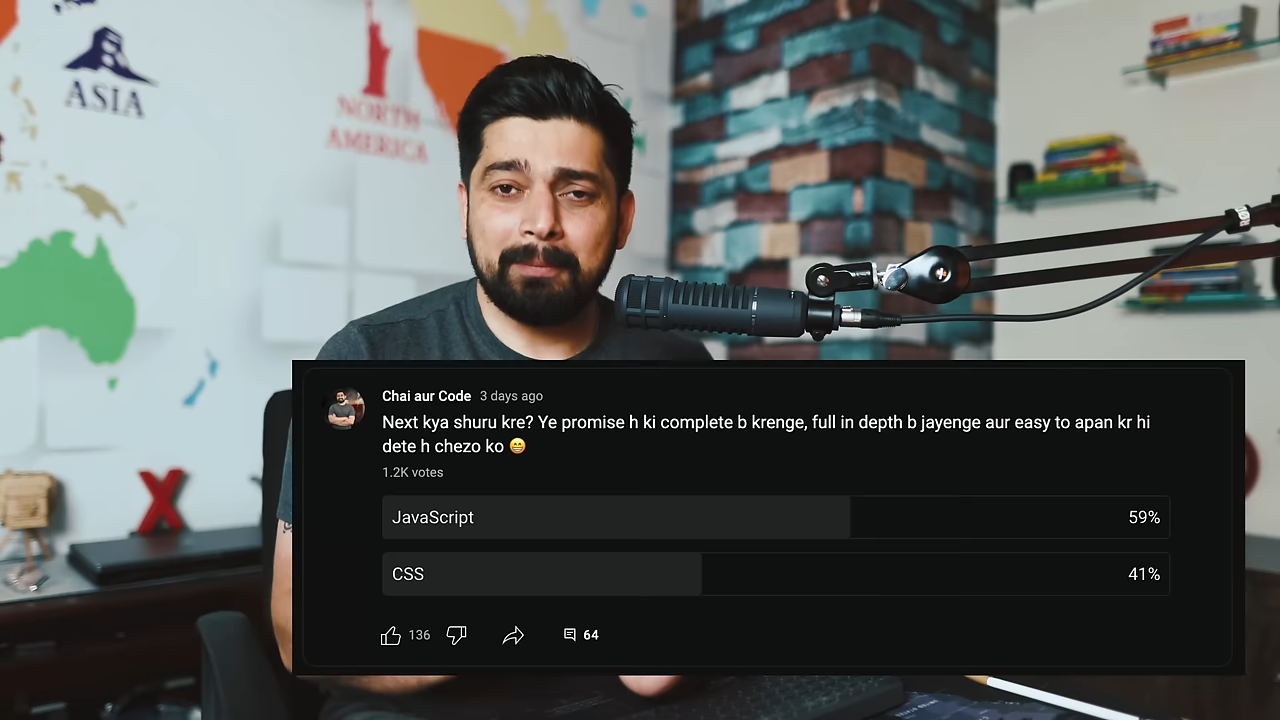 ASIA
NORTH
AMERICA
X
Chai aur Code 3 days ago
Next kya shuru kre? Ye promise h ki complete b krenge, full in depth b jayenge aur easy to apan kr hi
dete h chezo ko 😁
1.2K votes
JavaScript 59%
CSS 41%
136 64